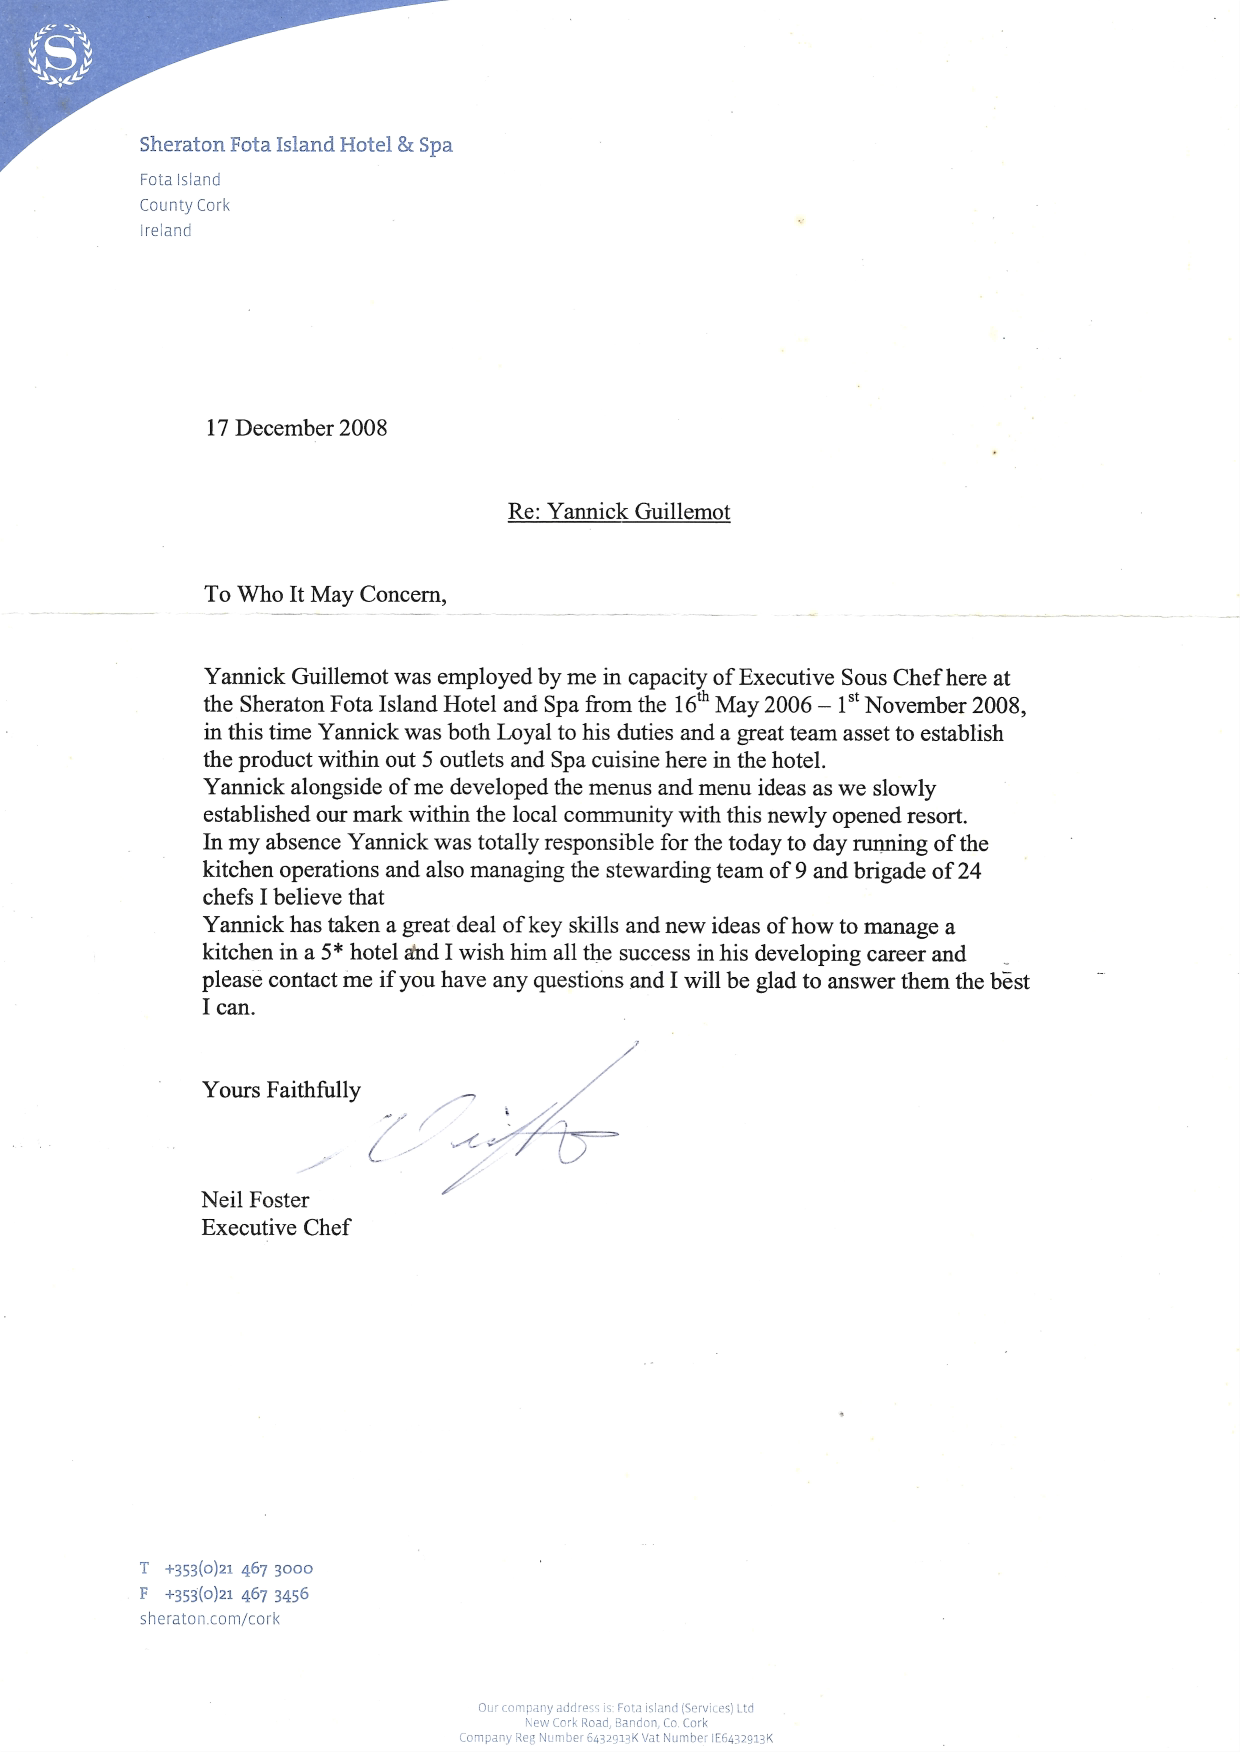 S
Sheraton Fota Island Hotel & Spa
Fota Island
County Cork
Ireland
17 December 2008
Re: Yannick Guillemot
To Who It May Concern,
Yannick Guillemot was employed by me in capacity of Executive Sous Chef here at
the Sheraton Fota Island Hotel and Spa from the 16th May 2006 – 1st November 2008,
in this time Yannick was both Loyal to his duties and a great team asset to establish
the product within out 5 outlets and Spa cuisine here in the hotel.
Yannick alongside of me developed the menus and menu ideas as we slowly
established our mark within the local community with this newly opened resort.
In my absence Yannick was totally responsible for the today to day running of the
kitchen operations and also managing the stewarding team of 9 and brigade of 24
chefs I believe that
Yannick has taken a great deal of key skills and new ideas of how to manage a
kitchen in a 5* hotel and I wish him all the success in his developing career and
please contact me if you have any questions and I will be glad to answer them the best
I can.
Yours Faithfully
Neil Foster
Executive Chef
T +353(0)21 467 3000
F +353(0)21 467 3456
sheraton.com/cork
Our company address is: Fota island (Services) Ltd
New Cork Road, Bandon, Co. Cork
Company Reg Number 6432913K Vat Number IE6432913K